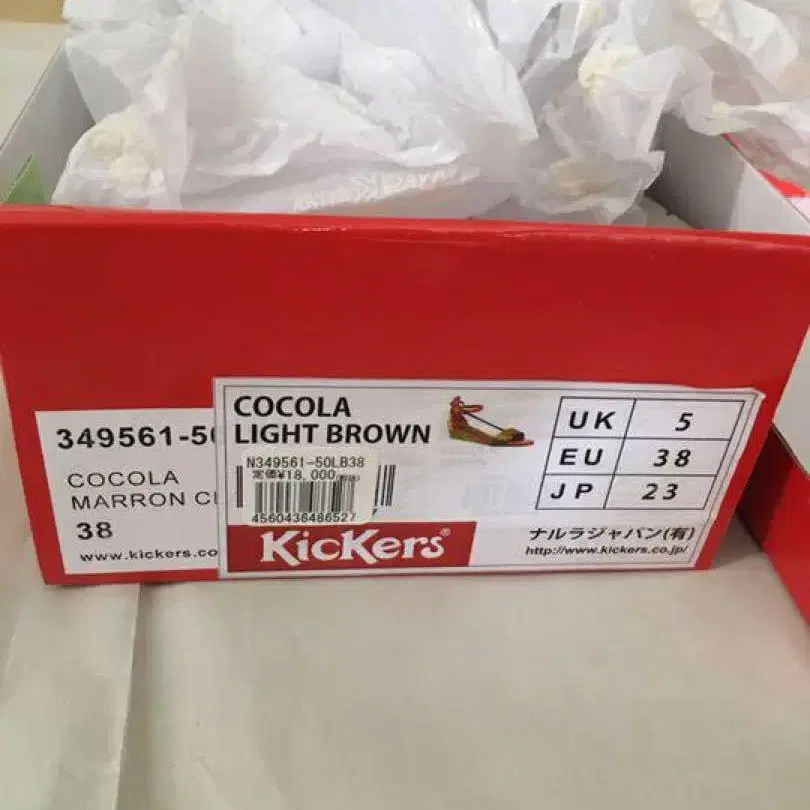 349561-50
COCOLA
MARRON
38
www.kickers.co
COCOLA
LIGHT BROWN
N349561-50LB38
定価¥18,000
4560436486527
KicKers®
UK 5
EU 38
JP 23
ナルラジャパン(有)
http://www.kickers.co.jp/